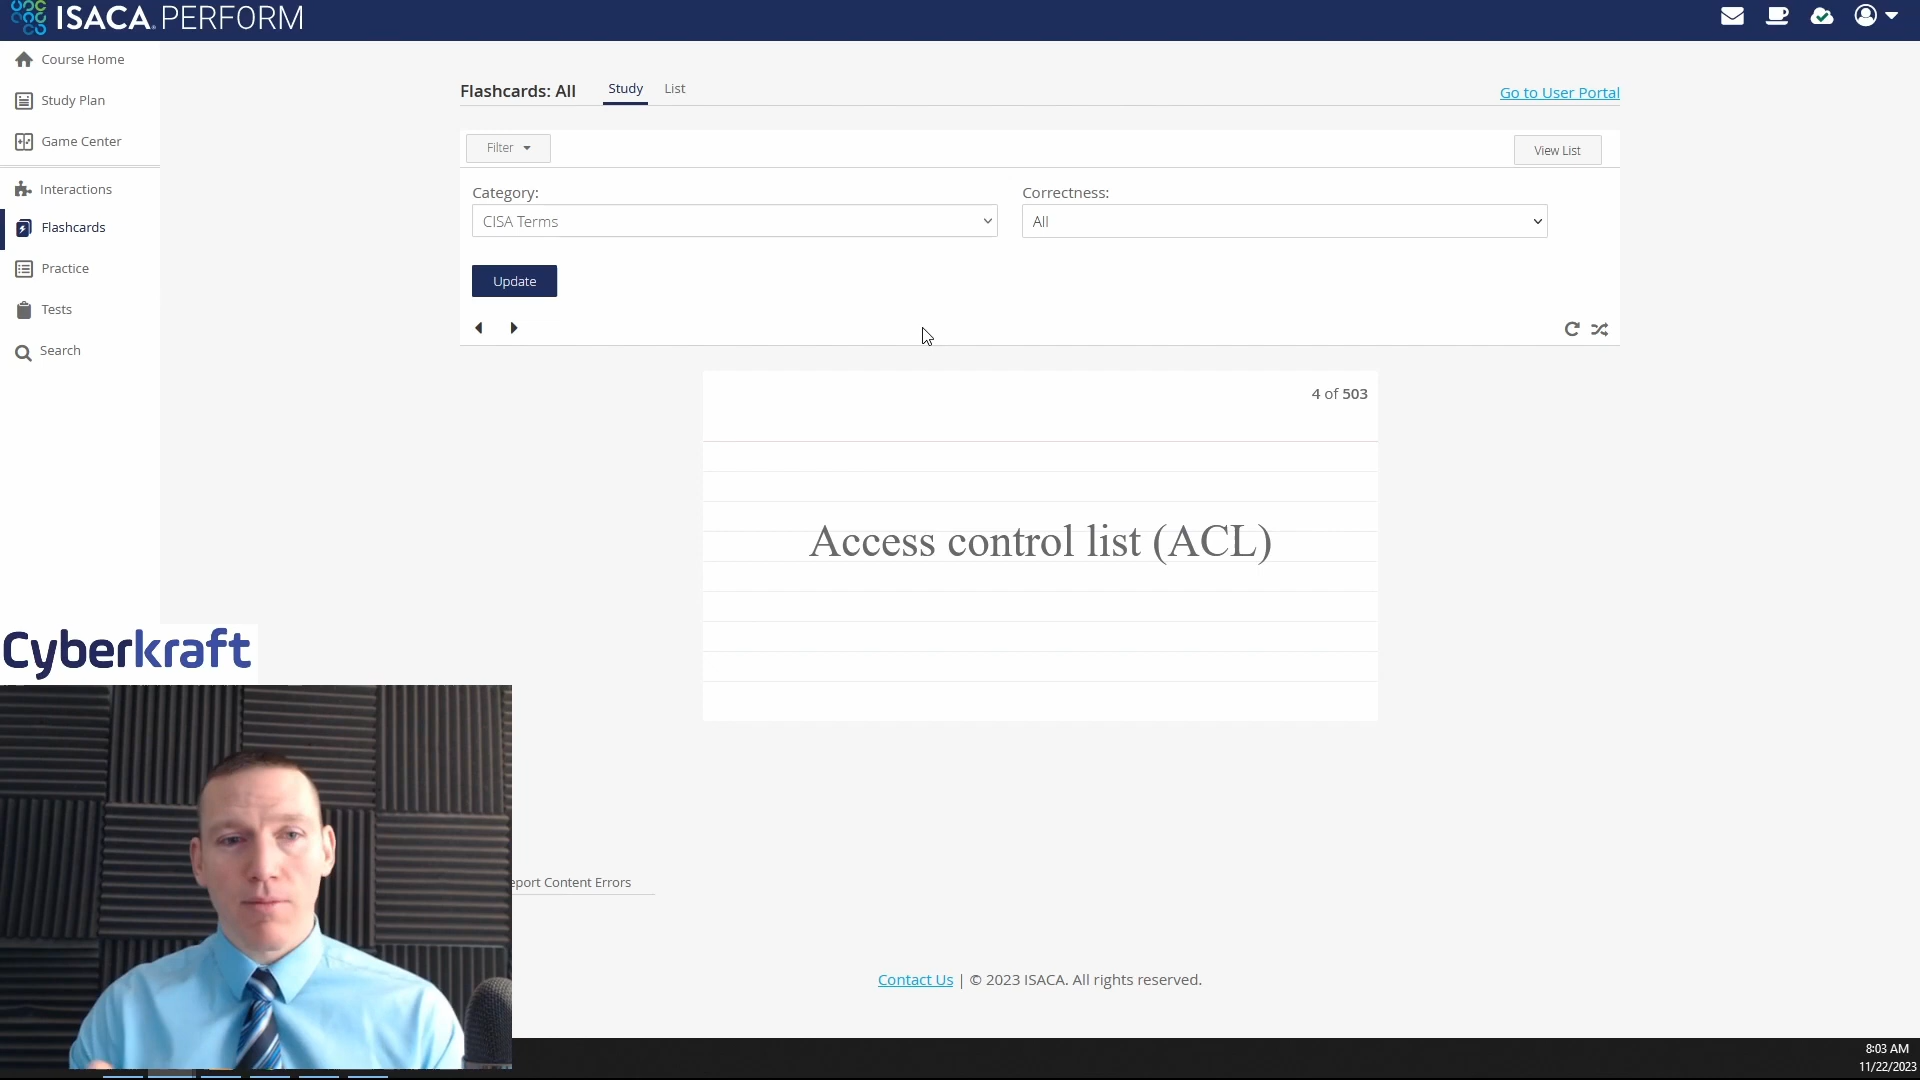 ISACA. PERFORM
Course Home
Study Plan
Game Center
Interactions
Flashcards
Practice
Tests
Search
Flashcards: All
Study
List
Go to User Portal
Filter
View List
Category:
Correctness:
CISA Terms
All
Update
4 of 503
Access control list (ACL)
Cyberkraft
eport Content Errors
Contact Us | © 2023 ISACA. All rights reserved.
8:03 AM
11/22/2023